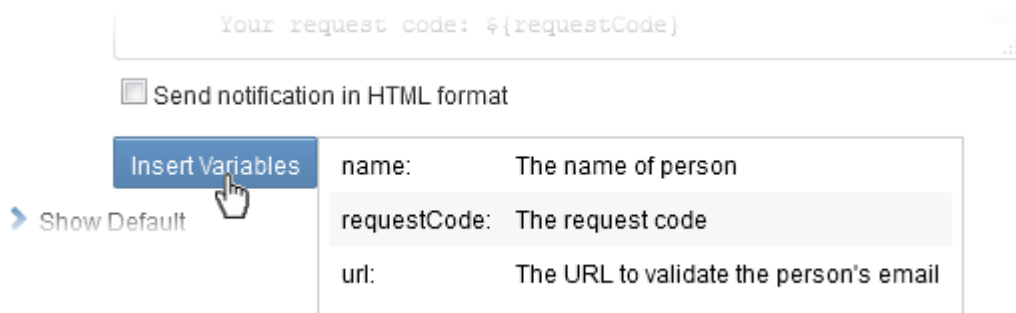 Your request code: ${requestCode}
Send notification in HTML format
Insert Variables
name: The name of person
requestCode: The request code
Show Default
url: The URL to validate the person's email